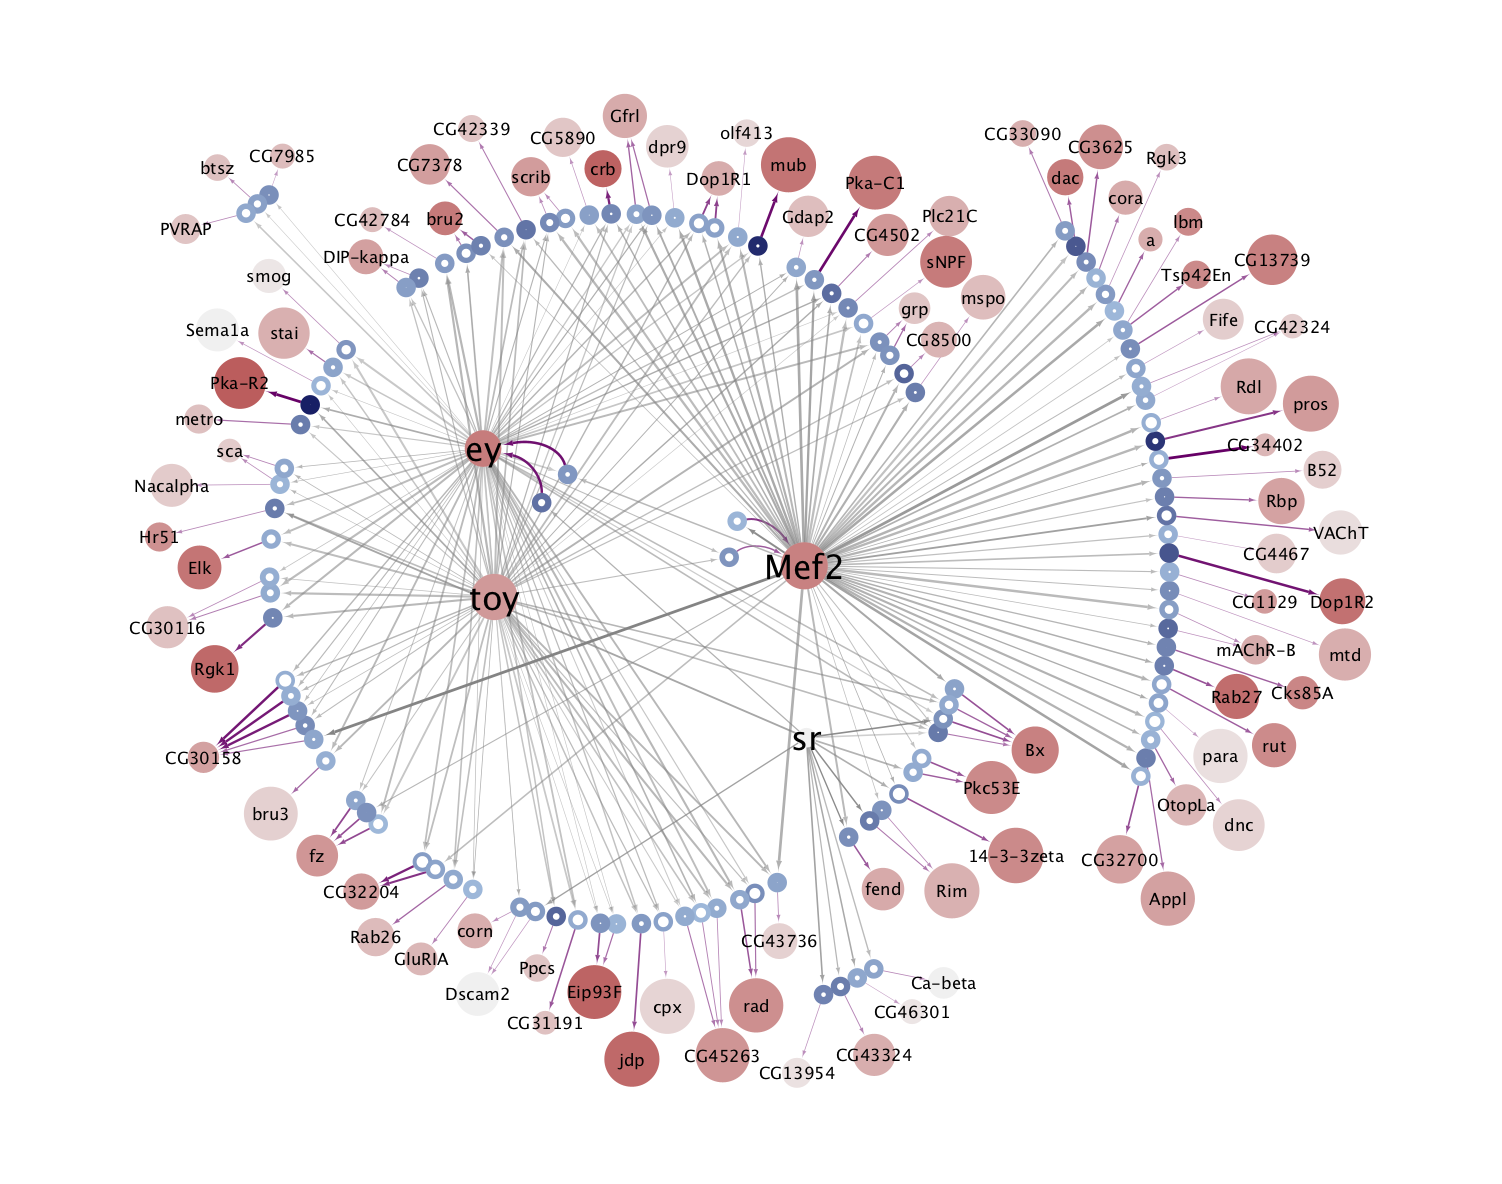 Gfrl
CG42339
CG5890
olf413
CG33090
CG3625
btsz
CG7985
CG7378
scrib
crb
dpr9
Dop1R1
mub
Pka-C1
dac
Rgk3
cora
PVRAP
CG42784
bru2
Gdap2
Plc21C
CG4502
Ibm
a
DIP-kappa
sNPF
CG13739
smog
Tsp42En
mspo
grp
Sema1a
stai
CG8500
Fife
CG42324
Pka-R2
Rdl
pros
metro
sca
ey
CG34402
Nacalpha
B52
Rbp
Hr51
VAChT
Elk
Mef2
CG4467
toy
CG1129
Dop1R2
CG30116
mAChR-B
mtd
Rgk1
Rab27
Cks85A
sr
CG30158
Bx
rut
para
Pkc53E
bru3
OtopLa
dnc
fz
14-3-3zeta
CG32700
CG32204
fend
Rim
Appl
Rab26
corn
CG43736
GluRIA
Ppcs
Dscam2
Eip93F
cpx
rad
Ca-beta
CG31191
CG46301
jdp
CG45263
CG43324
CG13954